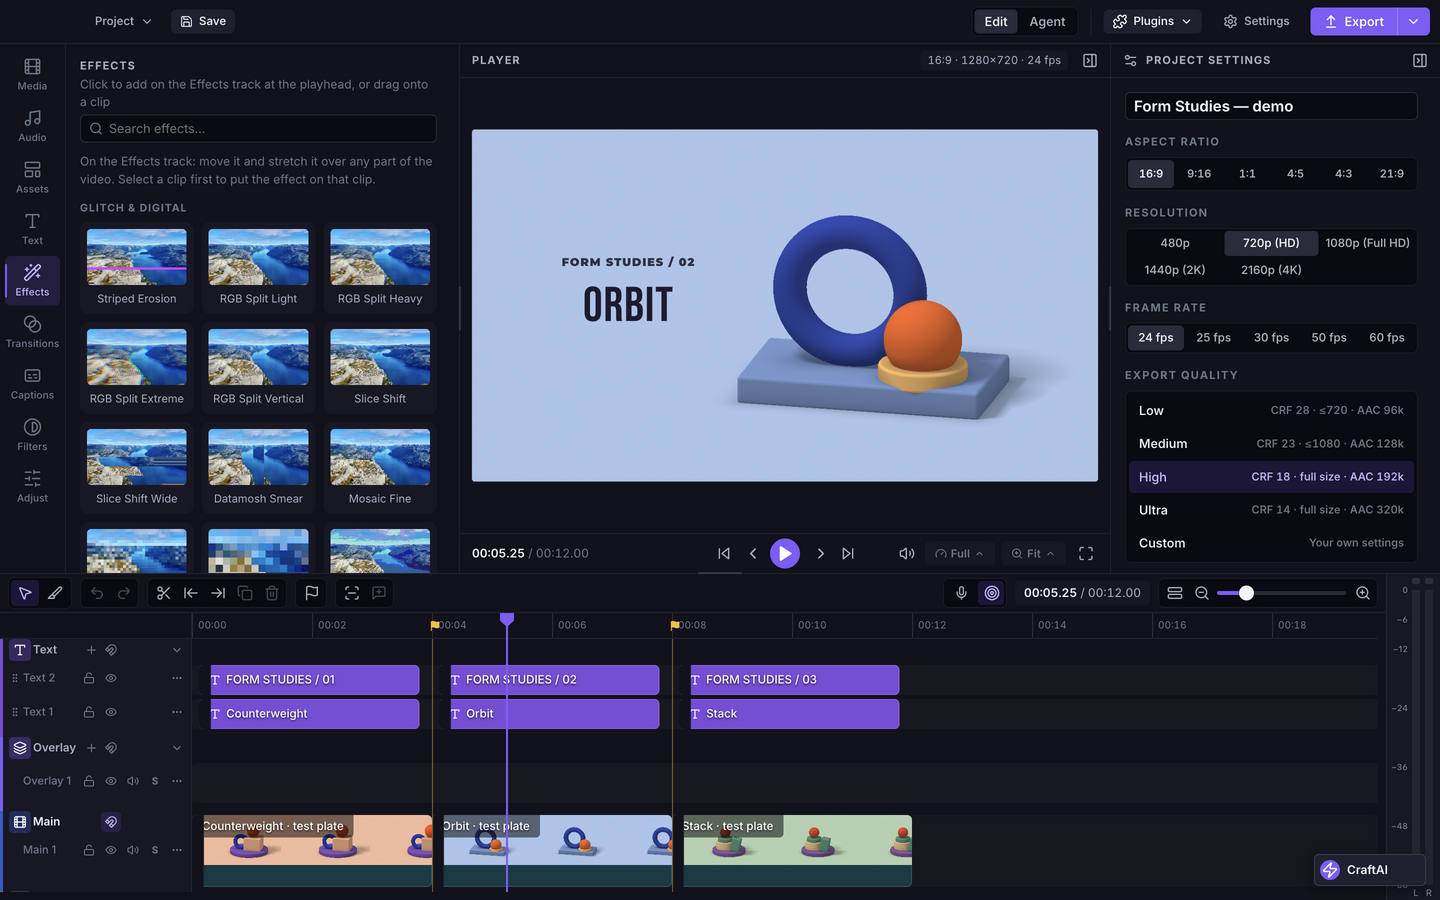 Project
Save
Edit
Agent
Plugins
Settings
Export
Media
Audio
Assets
Text
Effects
Transitions
Captions
Filters
Adjust
EFFECTS
Click to add on the Effects track at the playhead, or drag onto
a clip
Search effects...
On the Effects track: move it and stretch it over any part of the
video. Select a clip first to put the effect on that clip.
GLITCH & DIGITAL
Striped Erosion
RGB Split Light
RGB Split Heavy
RGB Split Extreme
RGB Split Vertical
Slice Shift
Slice Shift Wide
Datamosh Smear
Mosaic Fine
PLAYER
16:9 · 1280×720 · 24 fps
FORM STUDIES / 02
ORBIT
00:05.25 / 00:12.00
Full
Fit
PROJECT SETTINGS
Form Studies — demo
ASPECT RATIO
16:9 9:16 1:1 4:5 4:3 21:9
RESOLUTION
480p 720p (HD) 1080p (Full HD)
1440p (2K) 2160p (4K)
FRAME RATE
24 fps 25 fps 30 fps 50 fps 60 fps
EXPORT QUALITY
Low CRF 28 · ≤720 · AAC 96k
Medium CRF 23 · ≤1080 · AAC 128k
High CRF 18 · full size · AAC 192k
Ultra CRF 14 · full size · AAC 320k
Custom Your own settings
00:05.25 / 00:12.00
00:00 00:02 00:04 00:06 00:08 00:10 00:12 00:14 00:16 00:18
Text
Text 2
FORM STUDIES / 01
FORM STUDIES / 02
FORM STUDIES / 03
Text 1
Counterweight
Orbit
Stack
Overlay
Overlay 1 S
Main
Main 1 S
Counterweight · test plate
Orbit · test plate
Stack · test plate
0
-6
-12
-24
-36
-48
CraftAI
L R